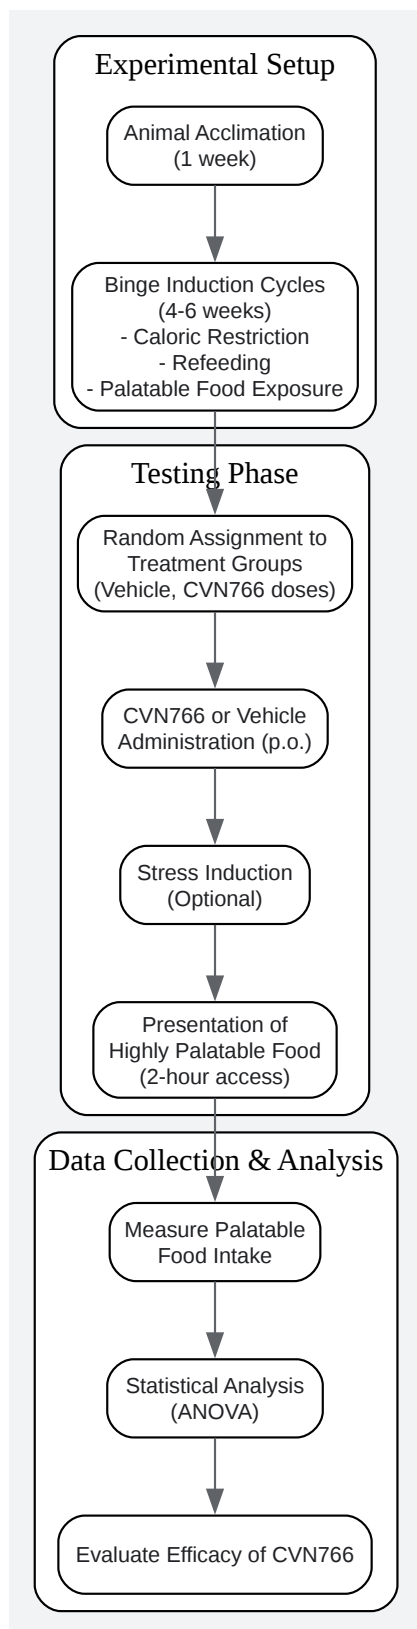 Experimental Setup
Animal Acclimation
(1 week)
Binge Induction Cycles
(4-6 weeks)
- Caloric Restriction
- Refeeding
- Palatable Food Exposure
Testing Phase
Random Assignment to
Treatment Groups
(Vehicle, CVN766 doses)
CVN766 or Vehicle
Administration (p.o.)
Stress Induction
(Optional)
Presentation of
Highly Palatable Food
(2-hour access)
Data Collection & Analysis
Measure Palatable
Food Intake
Statistical Analysis
(ANOVA)
Evaluate Efficacy of CVN766